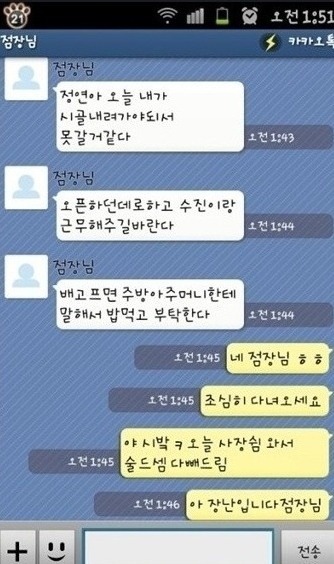 21
오전 1:51
점장님
카카오톡
점장님
정연아 오늘 내가
시골내려가야되서
못갈거같다
오전 1:43
점장님
오픈하던데로하고 수진이랑
근무해주길바란다
오전 1:44
점장님
배고프면 주방아주머니한테
말해서 밥먹고 부탁한다
오전 1:44
오전 1:45
네 점장님 ㅎㅎ
오전 1:45
조심히 다녀오세요
야 시발 ㅋ 오늘 사장쉼 와서
술드셈 다빼드림
오전 1:45
오전 1:46
아 장난입니다점장님
전송